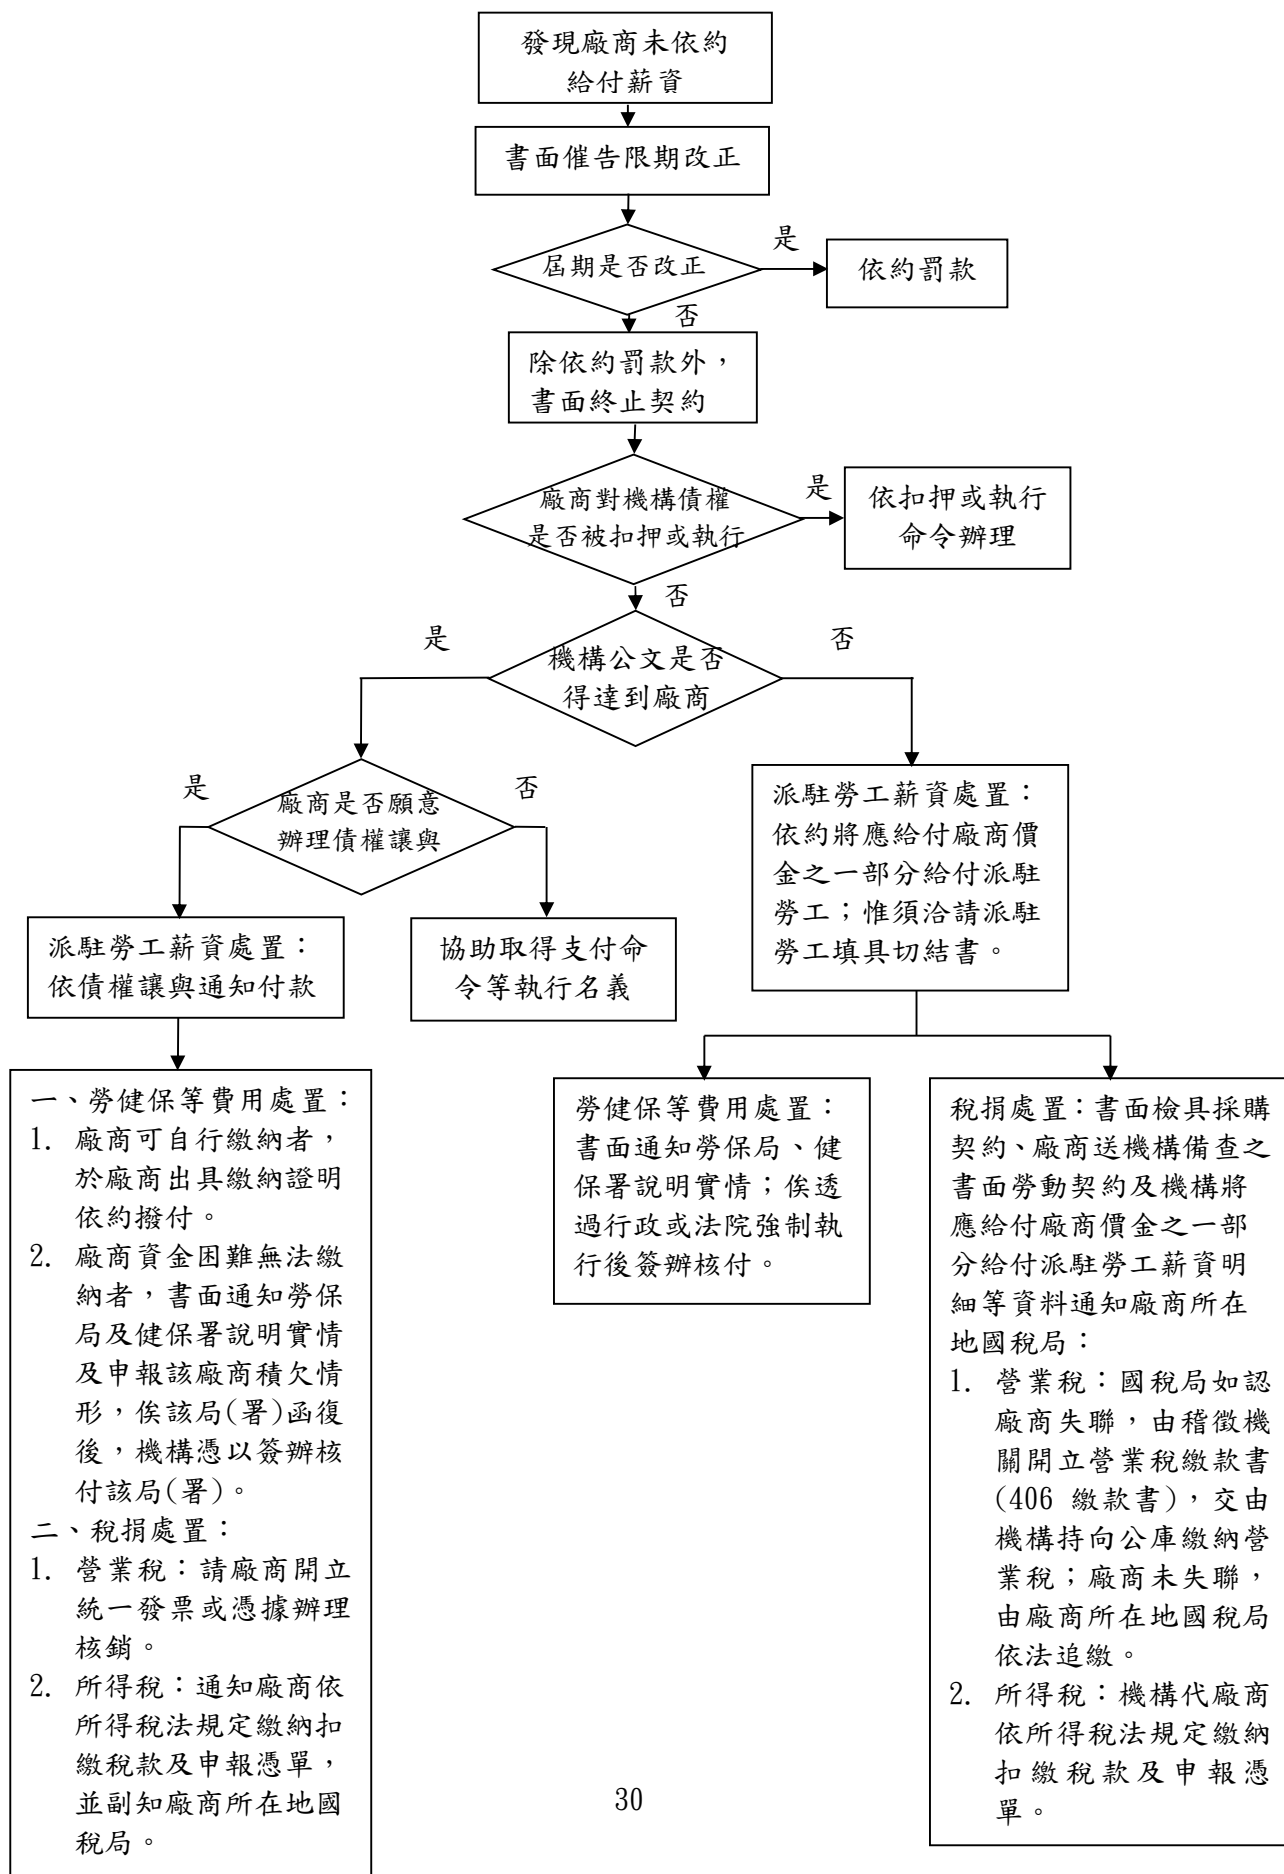 發現廠商未依約
給付薪資
書面催告限期改正
屆期是否改正
是
依約罰款
否
除依約罰款外，
書面終止契約
廠商對機構債權
是否被扣押或執行
是
依扣押或執行
命令辦理
否
機構公文是否
得達到廠商
是
否
廠商是否願意
辦理債權讓與
是
否
派駐勞工薪資處置：
依債權讓與通知付款
協助取得支付命
令等執行名義
派駐勞工薪資處置：
依約將應給付廠商價
金之一部分給付派駐
勞工；惟須洽請派駐
勞工填具切結書。
一、勞健保等費用處置：
1. 廠商可自行繳納者，
於廠商出具繳納證明
依約撥付。
2. 廠商資金困難無法繳
納者，書面通知勞保
局及健保署說明實情
及申報該廠商積欠情
形，俟該局(署)函復
後，機構憑以簽辦核
付該局(署)。
二、稅捐處置：
1. 營業稅：請廠商開立
統一發票或憑據辦理
核銷。
2. 所得稅：通知廠商依
所得稅法規定繳納扣
繳稅款及申報憑單，
並副知廠商所在地國
稅局。
勞健保等費用處置：
書面通知勞保局、健
保署說明實情；俟透
過行政或法院強制執
行後簽辦核付。
稅捐處置：書面檢具採購
契約、廠商送機構備查之
書面勞動契約及機構將
應給付廠商價金之一部
分給付派駐勞工薪資明
細等資料通知廠商所在
地國稅局：
1. 營業稅：國稅局如認
廠商失聯，由稽徵機
關開立營業稅繳款書
(406 繳款書)，交由
機構持向公庫繳納營
業稅；廠商未失聯，
由廠商所在地國稅局
依法追繳。
2. 所得稅：機構代廠商
依所得稅法規定繳納
扣繳稅款及申報憑
單。
30